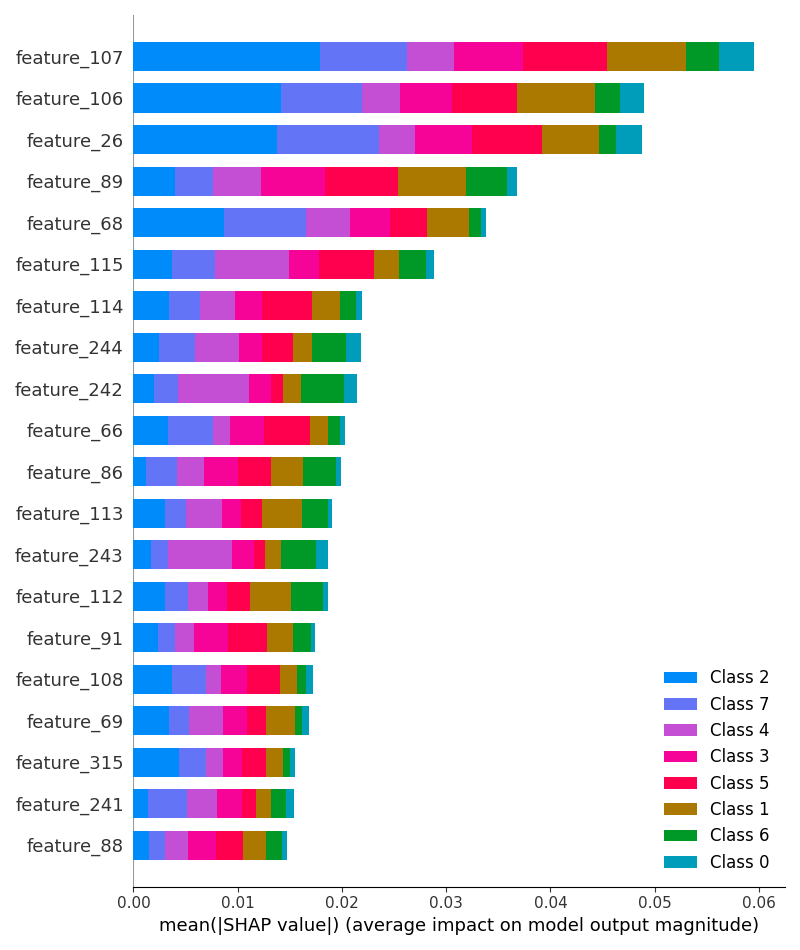 feature_107
feature_106
feature_26
feature_89
feature_68
feature_115
feature_114
feature_244
feature_242
feature_66
feature_86
feature_113
feature_243
feature_112
feature_91
feature_108
feature_69
feature_315
feature_241
feature_88
Class 2
Class 7
Class 4
Class 3
Class 5
Class 1
Class 6
Class 0
0.00 0.01 0.02 0.03 0.04 0.05 0.06
mean(|SHAP value|) (average impact on model output magnitude)